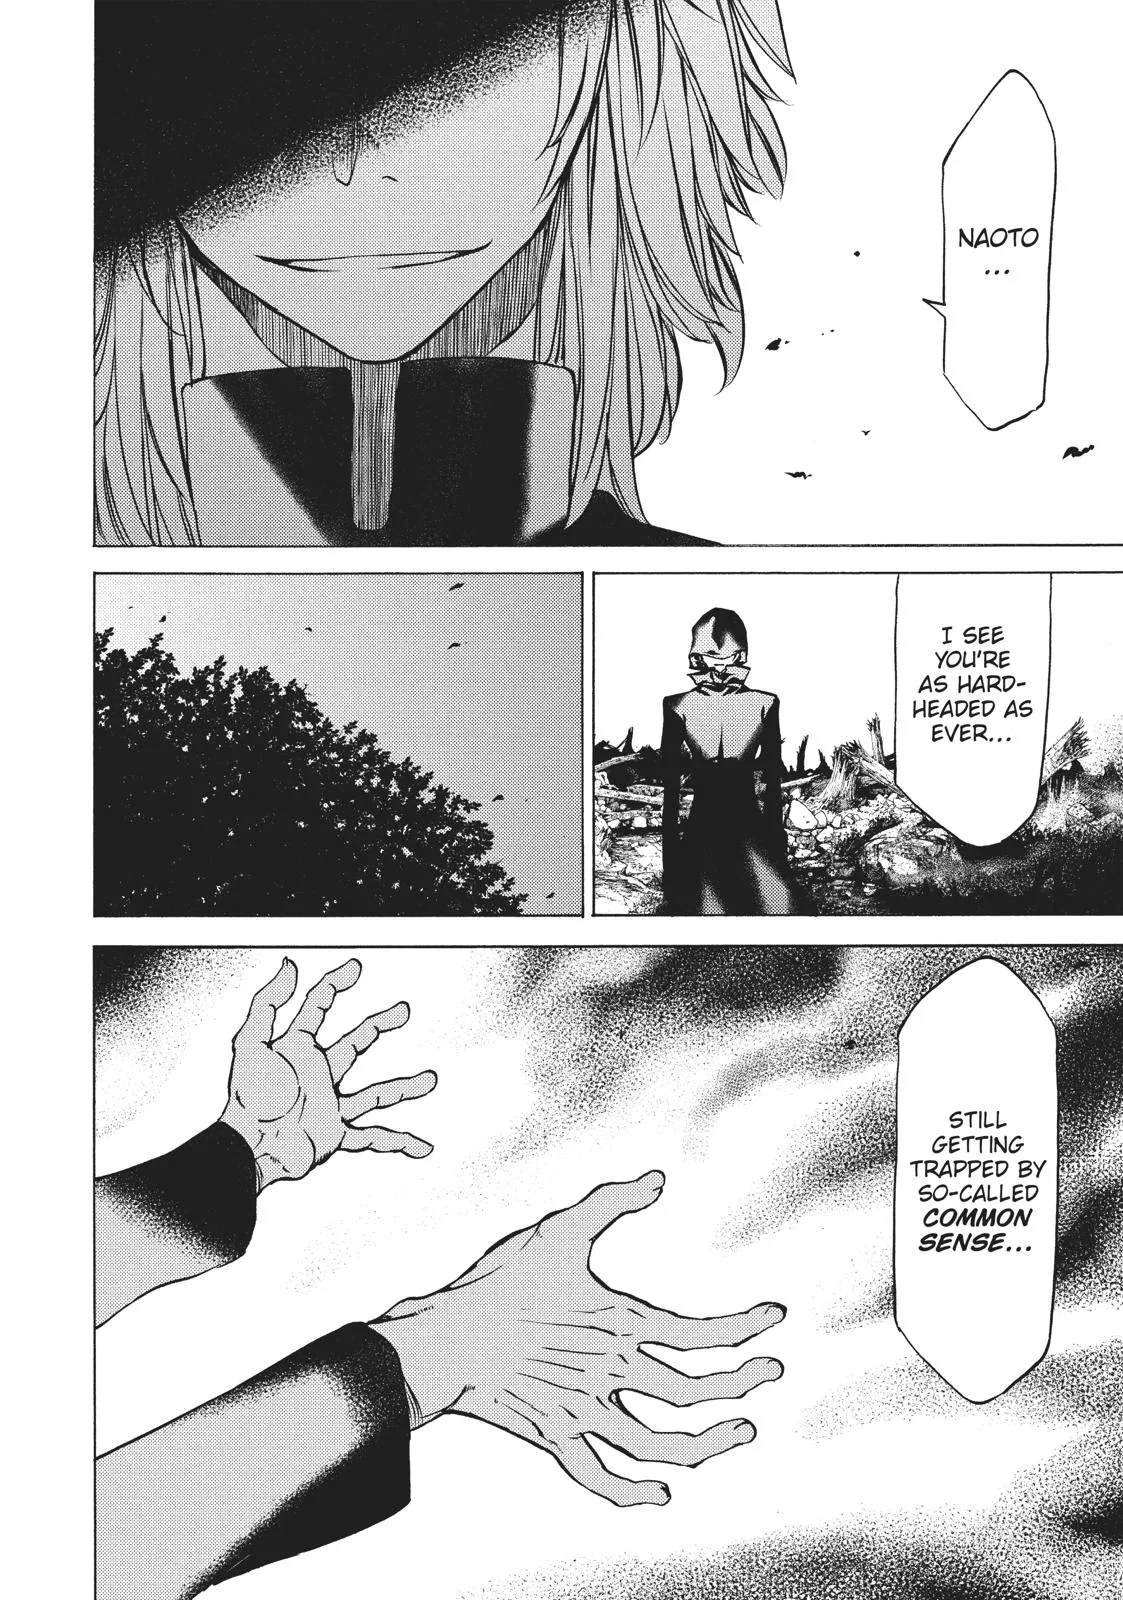 NAOTO
...
I SEE
YOU'RE
AS HARD-
HEADED AS
EVER...
STILL
GETTING
TRAPPED BY
SO-CALLED
COMMON
SENSE...